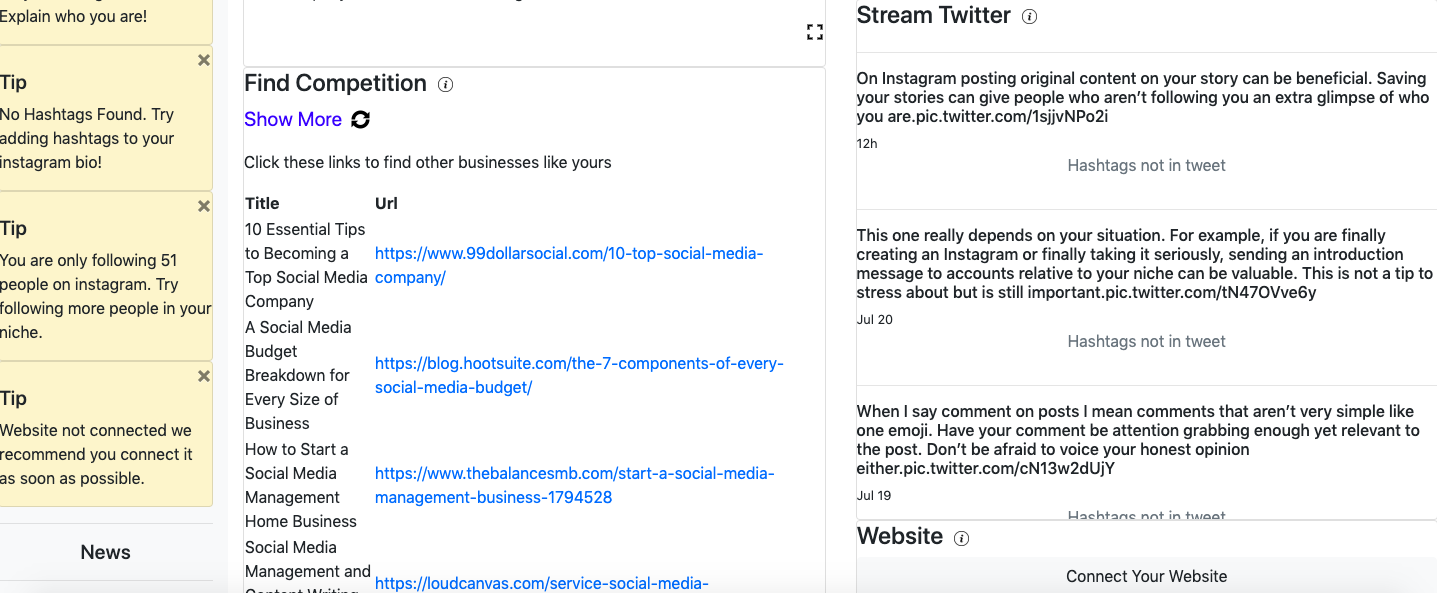 Explain who you are!
Tip
No Hashtags Found. Try
adding hashtags to your
instagram bio!
Tip
You are only following 51
people on instagram. Try
following more people in your
niche.
Tip
Website not connected we
recommend you connect it
as soon as possible.
News
Find Competition
Show More
Click these links to find other businesses like yours
Title Url
10 Essential Tips
to Becoming a
Top Social Media
Company
https://www.99dollarsocial.com/10-top-social-media-
company/
A Social Media
Budget
Breakdown for
Every Size of
Business
https://blog.hootsuite.com/the-7-components-of-every-
social-media-budget/
How to Start a
Social Media
Management
Home Business
https://www.thebalancesmb.com/start-a-social-media-
management-business-1794528
Social Media
Management and
Content Writing
https://loudcanvas.com/service-social-media-
Stream Twitter
On Instagram posting original content on your story can be beneficial. Saving
your stories can give people who aren’t following you an extra glimpse of who
you are.pic.twitter.com/1sjjvNPo2i
12h
Hashtags not in tweet
This one really depends on your situation. For example, if you are finally
creating an Instagram or finally taking it seriously, sending an introduction
message to accounts relative to your niche can be valuable. This is not a tip to
stress about but is still important.pic.twitter.com/tN47OVve6y
Jul 20
Hashtags not in tweet
When I say comment on posts I mean comments that aren’t very simple like
one emoji. Have your comment be attention grabbing enough yet relevant to
the post. Don’t be afraid to voice your honest opinion
either.pic.twitter.com/cN13w2dUjY
Jul 19
Hashtags not in tweet
Website
Connect Your Website